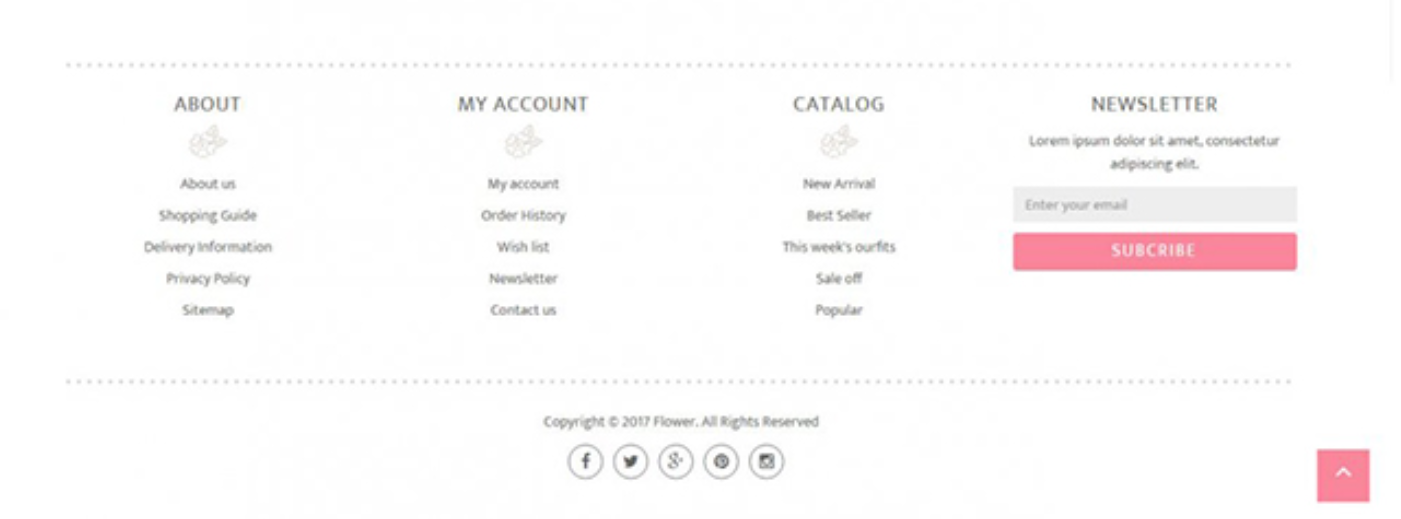 ABOUT
About us
Shopping Guide
Delivery Information
Privacy Policy
Sitemap
MY ACCOUNT
My account
Order History
Wish list
Newsletter
Contact us
CATALOG
New Arrival
Best Seller
This week's ourfits
Sale off
Popular
NEWSLETTER
Lorem ipsum dolor sit amet, consectetur
adipiscing elit.
Enter your email
SUBCRIBE
Copyright © 2017 Flower. All Rights Reserved